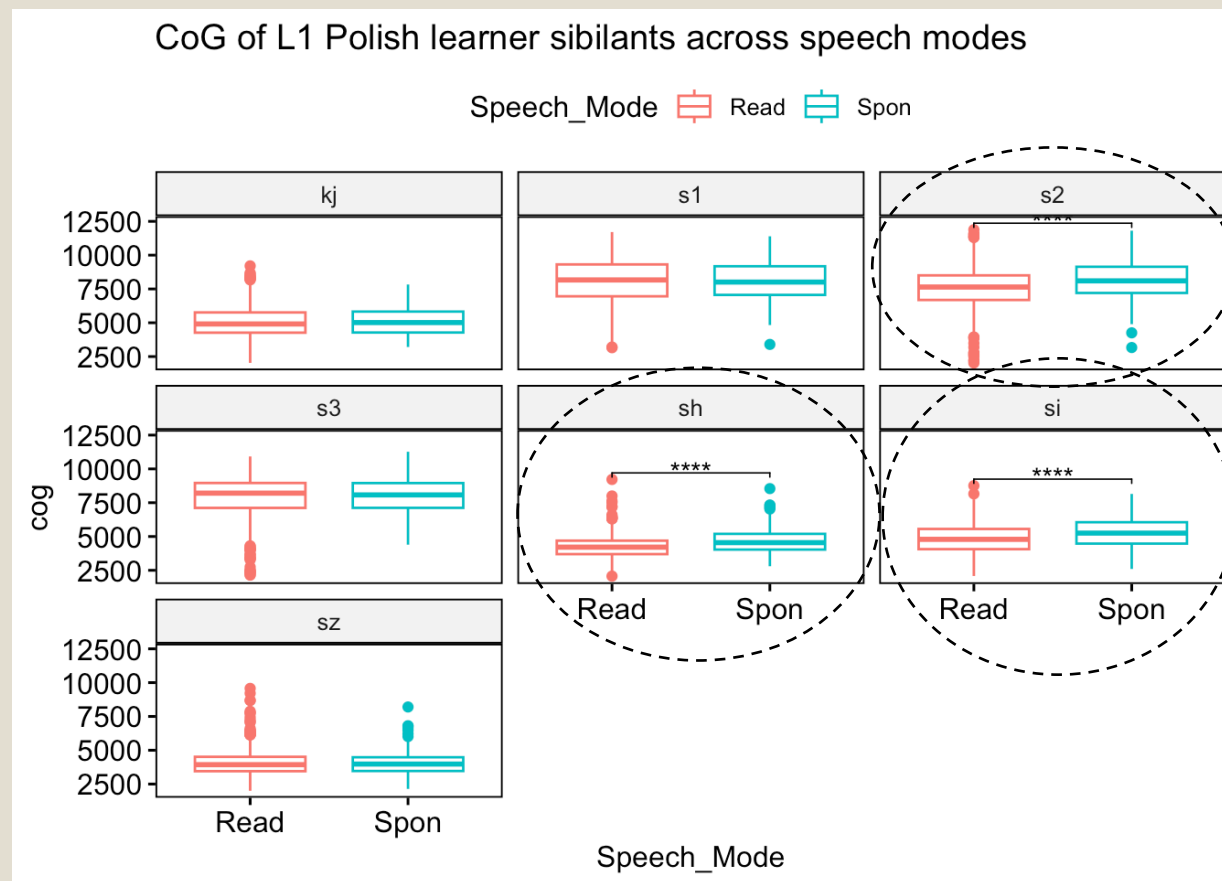 CoG of L1 Polish learner sibilants across speech modes
Speech_Mode Read Spon
kj s1 s2
12500
10000
7500
5000
2500
****
s3 sh si
12500
10000
7500
5000
2500
**** ****
cog
Read Spon Read Spon
sz
12500
10000
7500
5000
2500
Read Spon
Speech_Mode